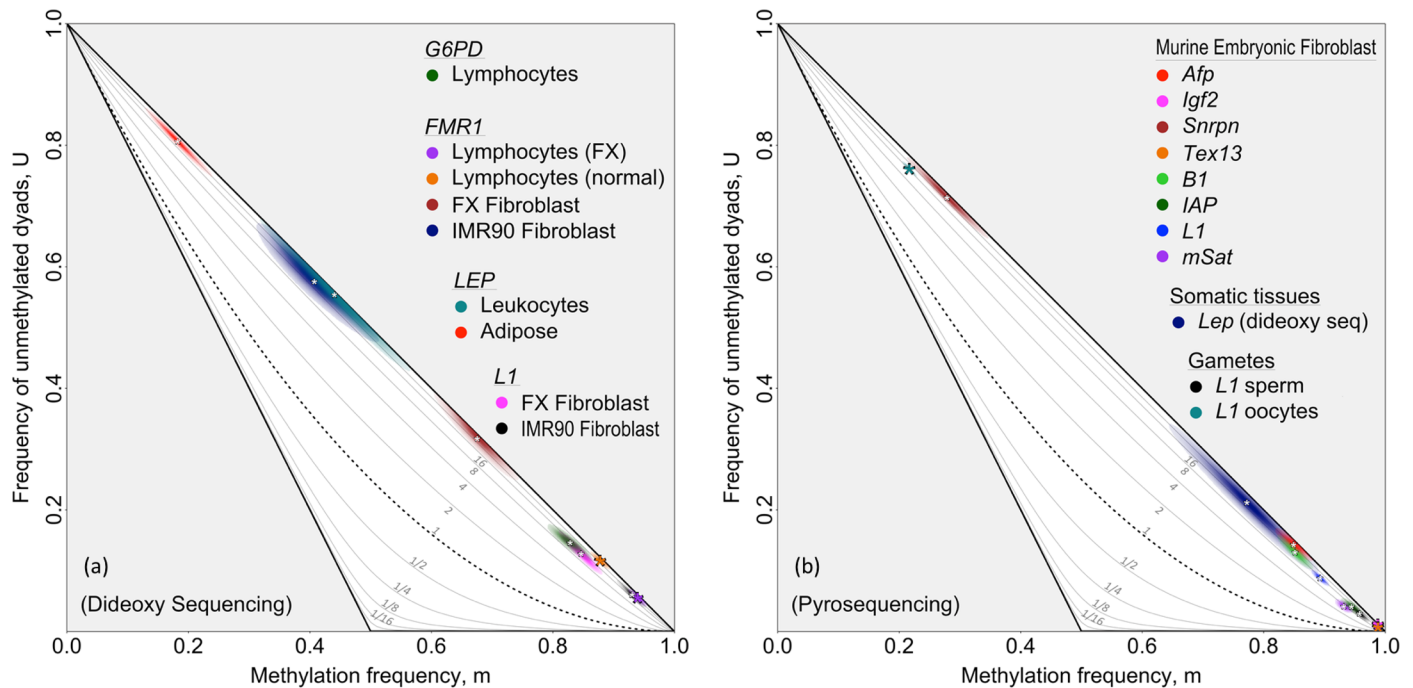 G6PD
Lymphocytes
FMR1
Lymphocytes (FX)
Lymphocytes (normal)
FX Fibroblast
IMR90 Fibroblast
LEP
Leukocytes
Adipose
L1
FX Fibroblast
IMR90 Fibroblast
16
8
4
2
1
1/2
1/4
1/8
1/16
(a)
(Dideoxy Sequencing)
Frequency of unmethylated dyads, U
1.0
0.8
0.6
0.4
0.2
0.0
0.2
0.4
0.6
0.8
1.0
Methylation frequency, m
Murine Embryonic Fibroblast
Afp
Igf2
Snrpn
Tex13
B1
IAP
L1
mSat
Somatic tissues
Lep (dideoxy seq)
Gametes
L1 sperm
L1 oocytes
16
8
4
2
1
1/2
1/4
1/8
1/16
(b)
(Pyrosequencing)
Frequency of unmethylated dyads, U
1.0
0.8
0.6
0.4
0.2
0.0
0.2
0.4
0.6
0.8
1.0
Methylation frequency, m